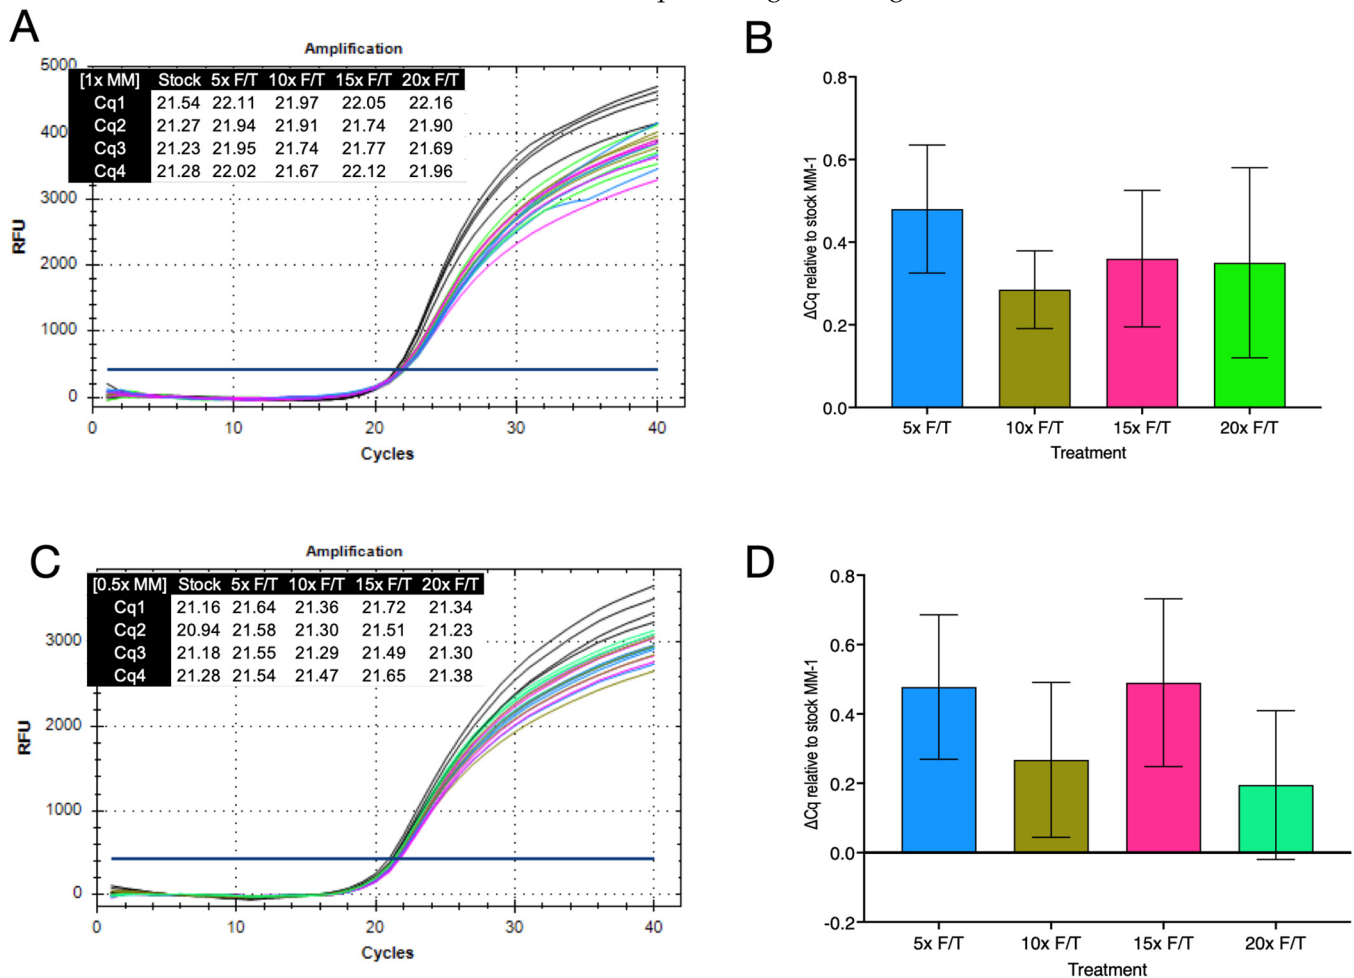 A
Amplification
5000
[1x MM] Stock 5x F/T 10x F/T 15x F/T 20x F/T
Cq1 21.54 22.11 21.97 22.05 22.16
Cq2 21.27 21.94 21.91 21.74 21.90
Cq3 21.23 21.95 21.74 21.77 21.69
Cq4 21.28 22.02 21.67 22.12 21.96
3000
2000
1000
0
RFU
0 10 20 30 40
Cycles
B
0.8
0.6
0.4
0.2
0.0
ΔCq relative to stock MM-1
5x F/T 10x F/T 15x F/T 20x F/T
Treatment
C
Amplification
[0.5x MM] Stock 5x F/T 10x F/T 15x F/T 20x F/T
Cq1 21.16 21.64 21.36 21.72 21.34
Cq2 20.94 21.58 21.30 21.51 21.23
Cq3 21.18 21.55 21.29 21.49 21.30
Cq4 21.28 21.54 21.47 21.65 21.38
3000
2000
1000
0
RFU
0 10 20 30 40
Cycles
D
0.8
0.6
0.4
0.2
0.0
-0.2
ΔCq relative to stock MM-1
5x F/T 10x F/T 15x F/T 20x F/T
Treatment